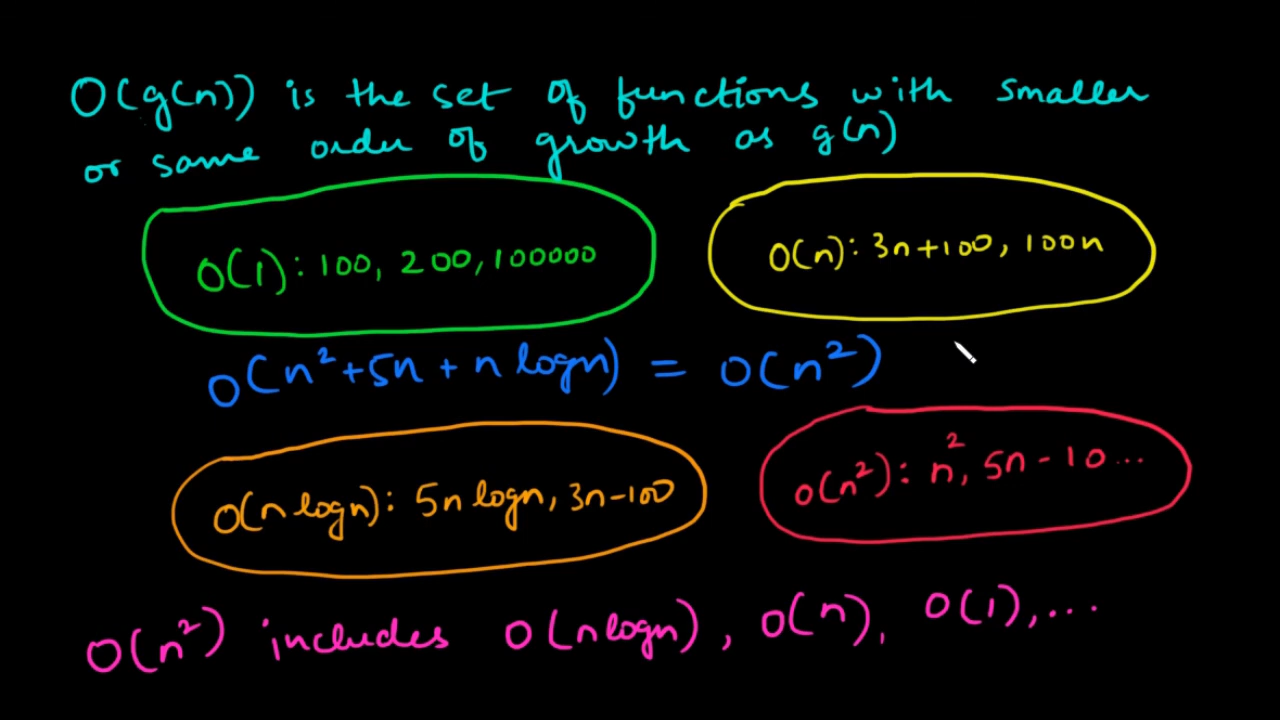 O(g(n)) is the set of functions with smaller
or same order of growth as g(n)
O(1): 100, 200, 100000
O(n): 3n+100, 100n
O(n²+5n+n logn) = O(n²)
O(n logn): 5n logn, 3n-100
O(n²): n², 5n-10...
O(n²) includes O(nlogn), O(n), O(1),...